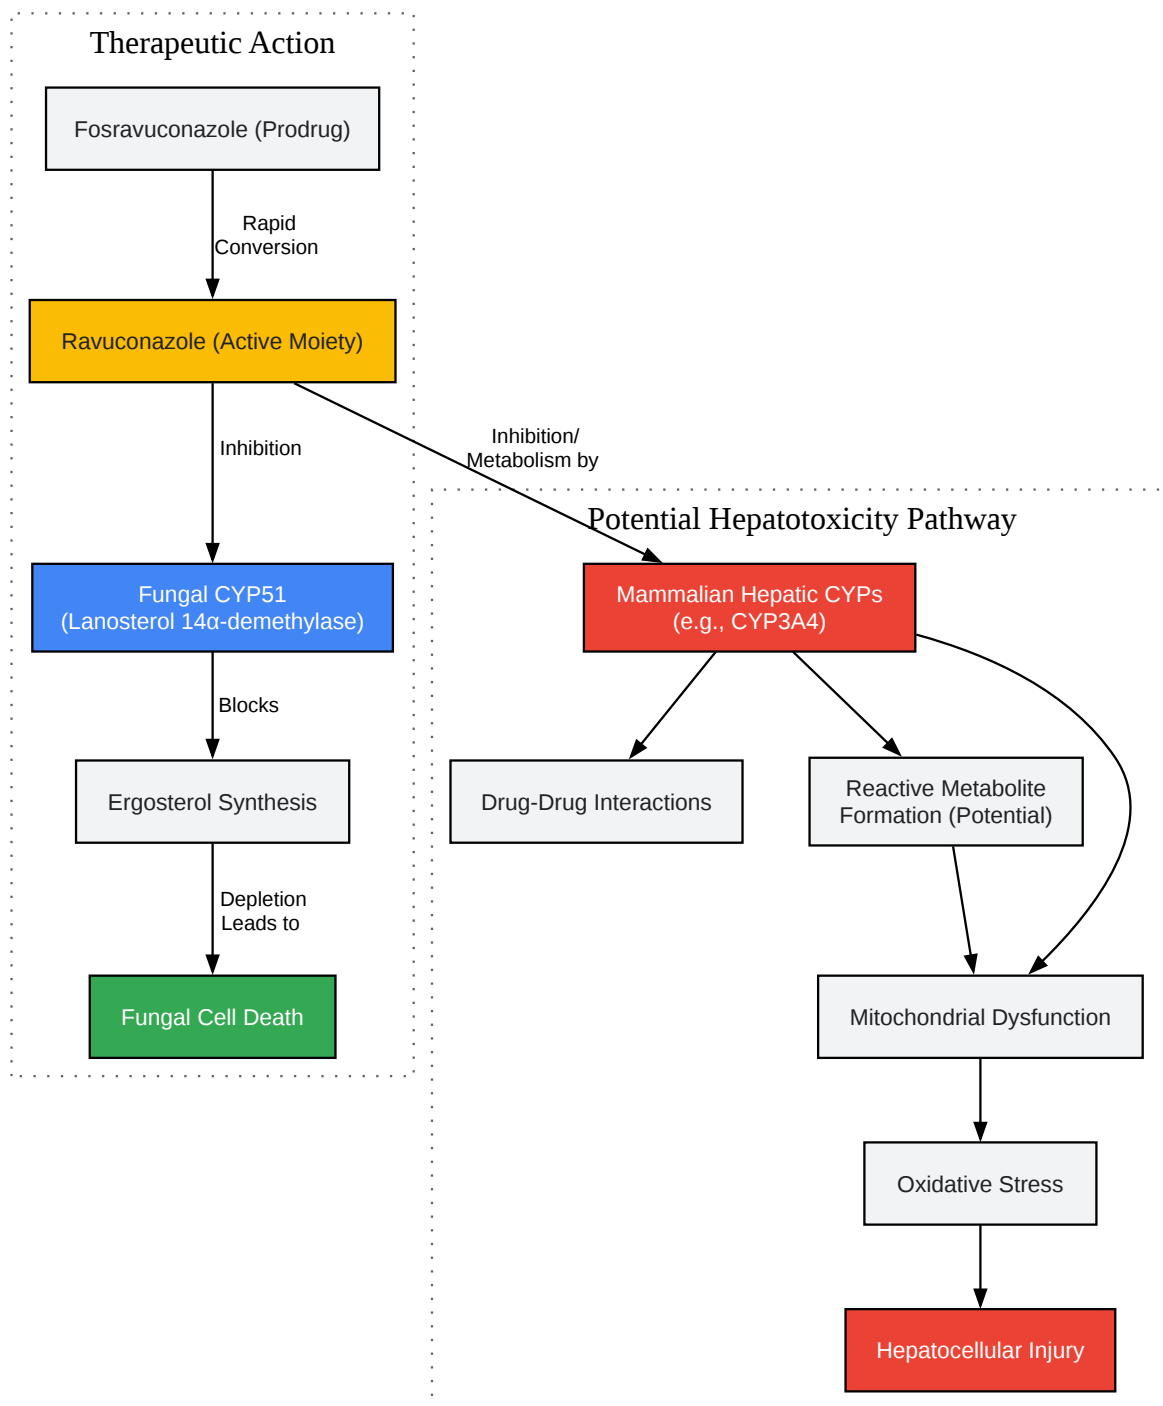 Therapeutic Action
Fosravuconazole (Prodrug)
Rapid
Conversion
Ravuconazole (Active Moiety)
Inhibition
Inhibition/
Metabolism by
Fungal CYP51
(Lanosterol 14α-demethylase)
Blocks
Ergosterol Synthesis
Depletion
Leads to
Fungal Cell Death
Potential Hepatotoxicity Pathway
Mammalian Hepatic CYPs
(e.g., CYP3A4)
Drug-Drug Interactions
Reactive Metabolite
Formation (Potential)
Mitochondrial Dysfunction
Oxidative Stress
Hepatocellular Injury